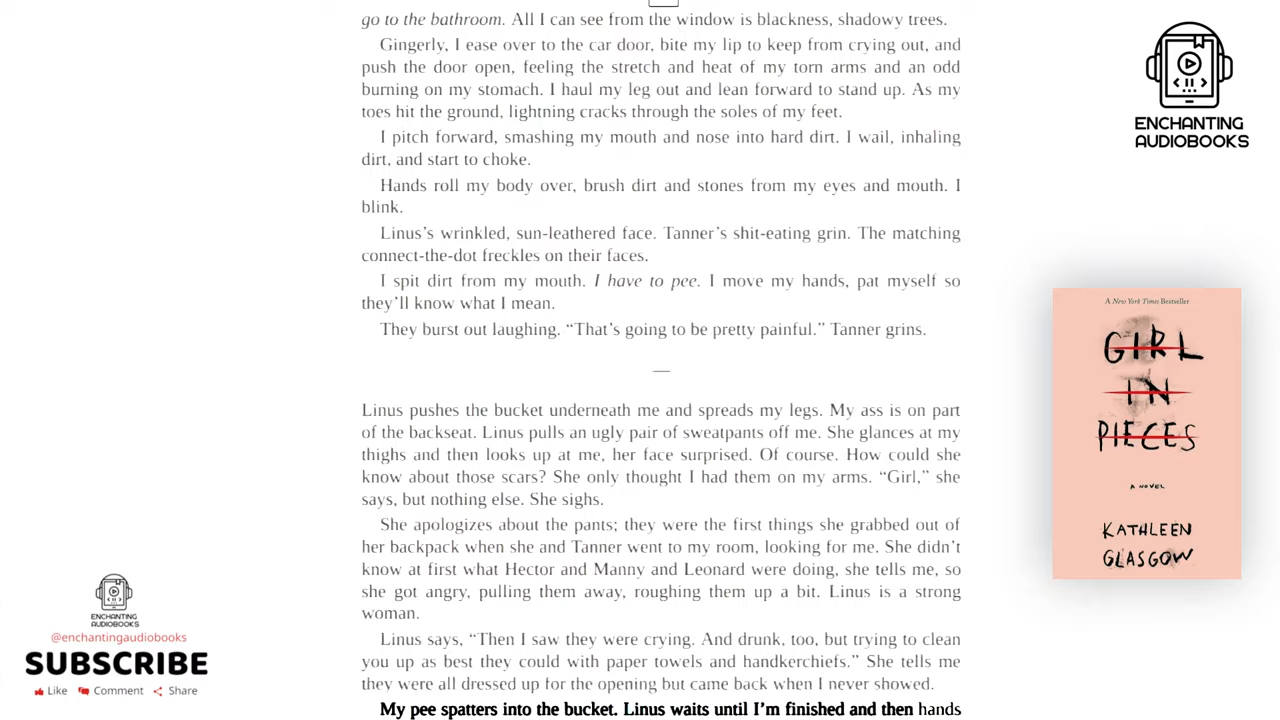 go to the bathroom. All I can see from the window is blackness, shadowy trees.
Gingerly, I ease over to the car door, bite my lip to keep from crying out, and
push the door open, feeling the stretch and heat of my torn arms and an odd
burning on my stomach. I haul my leg out and lean forward to stand up. As my
toes hit the ground, lightning cracks through the soles of my feet.
I pitch forward, smashing my mouth and nose into hard dirt. I wail, inhaling
dirt, and start to choke.
Hands roll my body over, brush dirt and stones from my eyes and mouth. I
blink.
Linus’s wrinkled, sun-leathered face. Tanner’s shit-eating grin. The matching
connect-the-dot freckles on their faces.
I spit dirt from my mouth. I have to pee. I move my hands, pat myself so
they’ll know what I mean.
They burst out laughing. “That’s going to be pretty painful.” Tanner grins.
—
Linus pushes the bucket underneath me and spreads my legs. My ass is on part
of the backseat. Linus pulls an ugly pair of sweatpants off me. She glances at my
thighs and then looks up at me, her face surprised. Of course. How could she
know about those scars? She only thought I had them on my arms. “Girl,” she
says, but nothing else. She sighs.
She apologizes about the pants; they were the first things she grabbed out of
her backpack when she and Tanner went to my room, looking for me. She didn’t
know at first what Hector and Manny and Leonard were doing, she tells me, so
she got angry, pulling them away, roughing them up a bit. Linus is a strong
woman.
Linus says, “Then I saw they were crying. And drunk, too, but trying to clean
you up as best they could with paper towels and handkerchiefs.” She tells me
they were all dressed up for the opening but came back when I never showed.
My pee spatters into the bucket. Linus waits until I’m finished and then hands
ENCHANTING
AUDIOBOOKS
A New York Times Bestseller
GIRL
IN
PIECES
A NOVEL
KATHLEEN
GLASGOW
ENCHANTING
AUDIOBOOKS
@enchantingaudiobooks
SUBSCRIBE
Like Comment Share